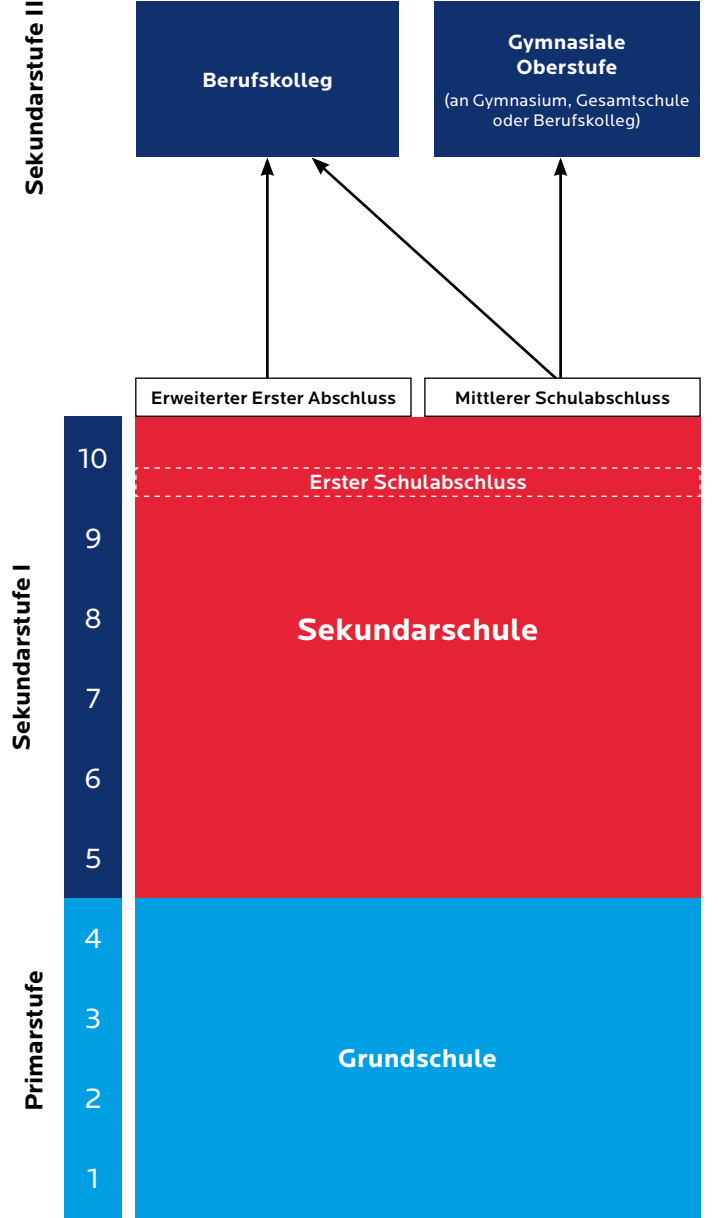 Sekundarstufe II
Berufskolleg
Gymnasiale
Oberstufe
(an Gymnasium, Gesamtschule
oder Berufskolleg)
Erweiterter Erster Abschluss
Mittlerer Schulabschluss
Sekundarstufe I
10
Erster Schulabschluss
9
8
Sekundarschule
7
6
5
Primarstufe
4
3
Grundschule
2
1